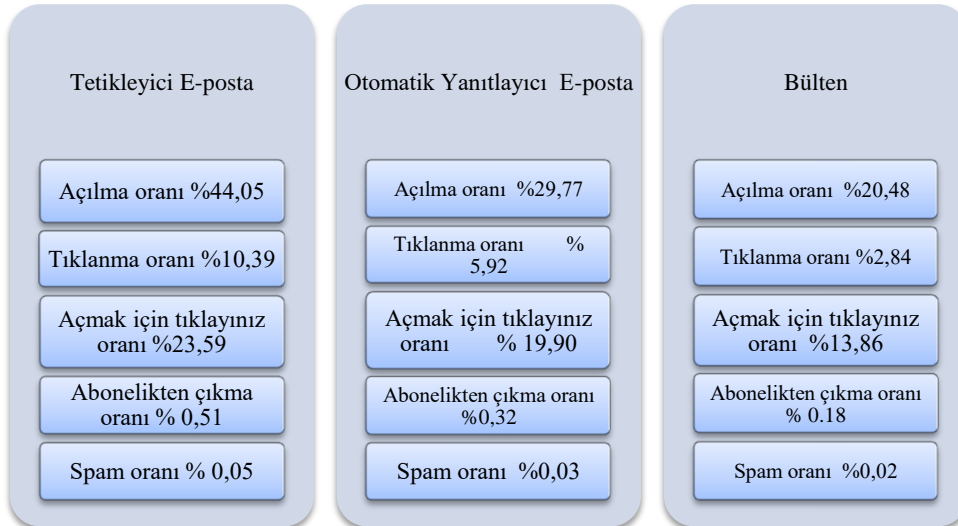 Tetikleyici E-posta
Açılma oranı %44,05
Tıklanma oranı %10,39
Açmak için tıklayınız
oranı %23,59
Abonelikten çıkma
oranı % 0,51
Spam oranı % 0,05
Otomatik Yanıtlayıcı E-posta
Açılma oranı %29,77
Tıklanma oranı %
5,92
Açmak için tıklayınız
oranı % 19,90
Abonelikten çıkma oranı
%0,32
Spam oranı %0,03
Bülten
Açılma oranı %20,48
Tıklanma oranı %2,84
Açmak için tıklayınız
oranı %13,86
Abonelikten çıkma oranı
% 0.18
Spam oranı %0,02